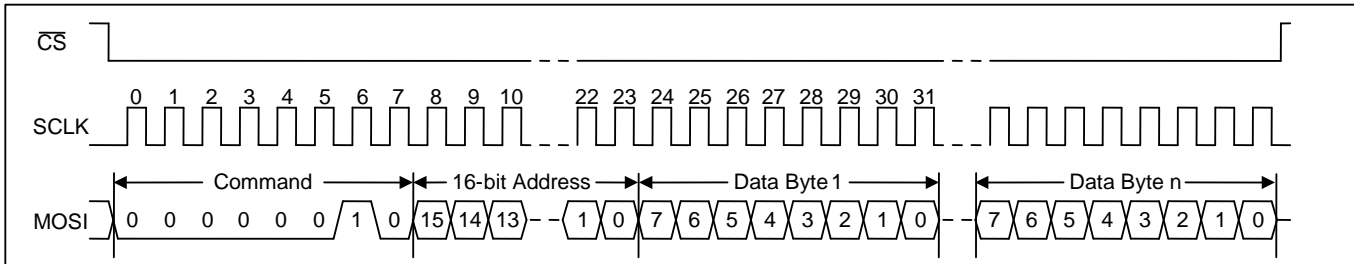 CS
0 1 2 3 4 5 6 7 8 9 10 22 23 24 25 26 27 28 29 30 31
SCLK
Command 16-bit Address Data Byte 1 Data Byte n
MOSI 0 0 0 0 0 0 1 0 15 14 13 1 0 7 6 5 4 3 2 1 0 7 6 5 4 3 2 1 0